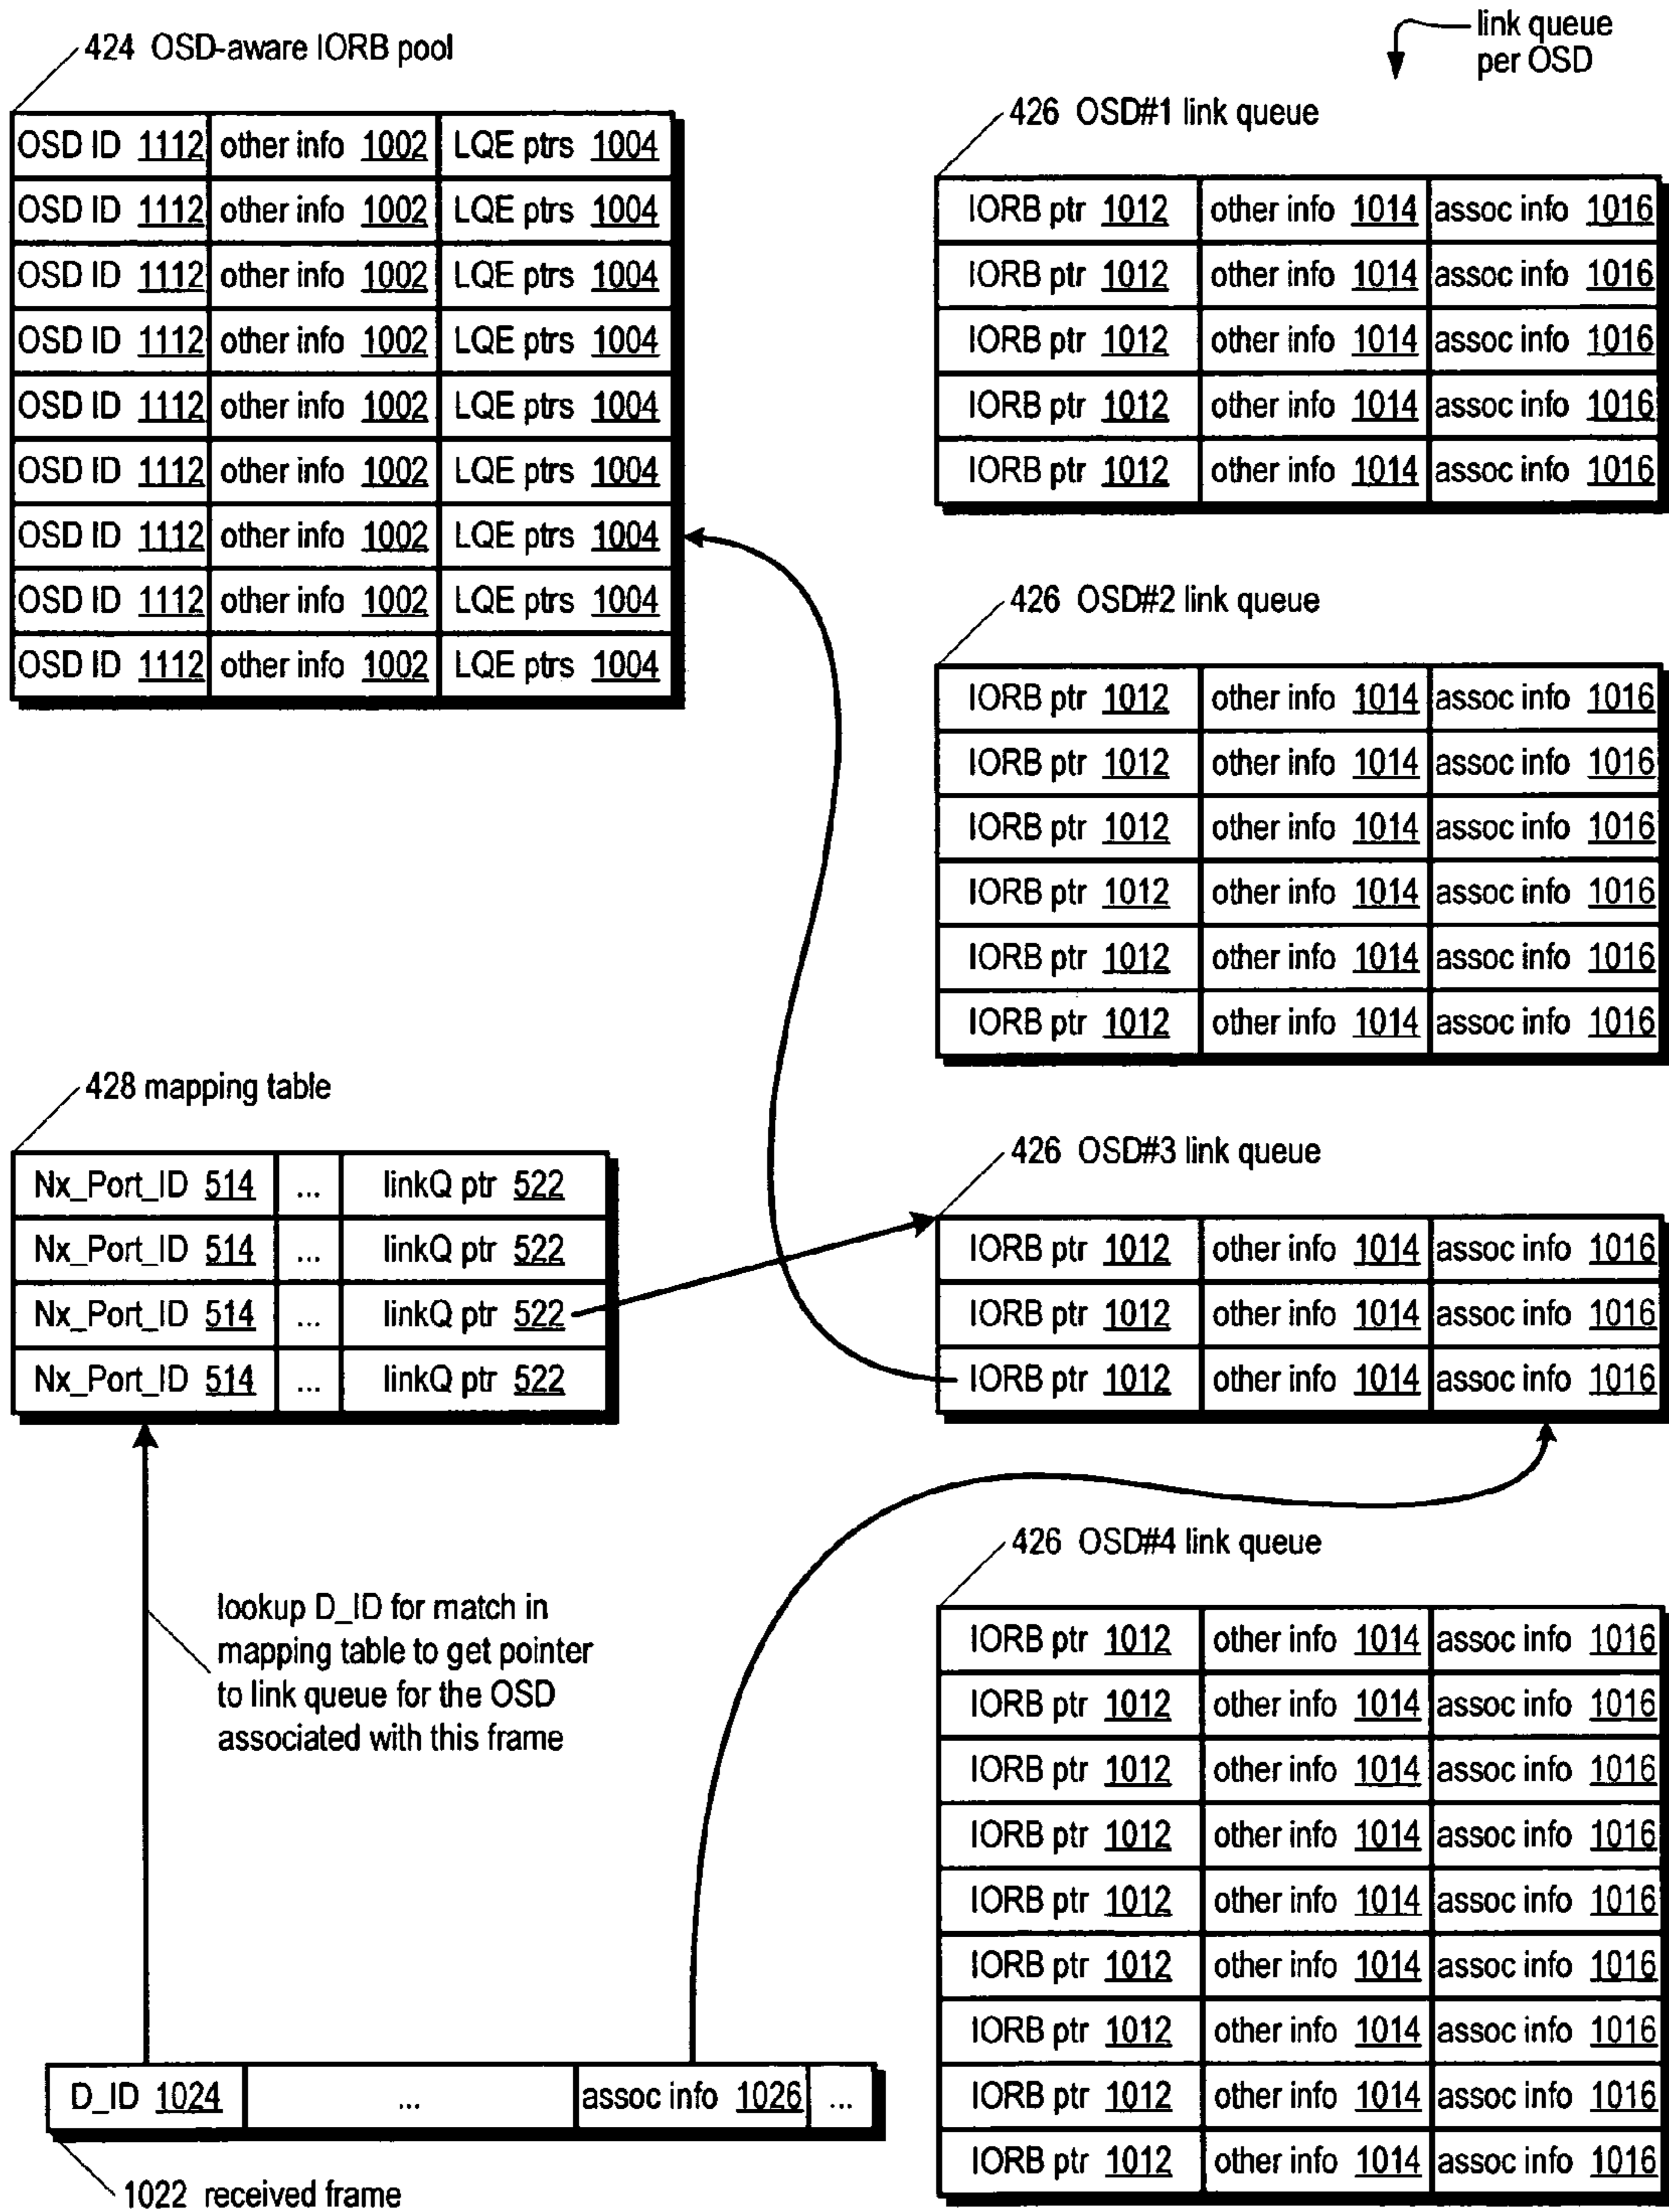 424 OSD-aware IORB pool
OSD ID 1112 other info 1002 LQE ptrs 1004
OSD ID 1112 other info 1002 LQE ptrs 1004
OSD ID 1112 other info 1002 LQE ptrs 1004
OSD ID 1112 other info 1002 LQE ptrs 1004
OSD ID 1112 other info 1002 LQE ptrs 1004
OSD ID 1112 other info 1002 LQE ptrs 1004
OSD ID 1112 other info 1002 LQE ptrs 1004
OSD ID 1112 other info 1002 LQE ptrs 1004
OSD ID 1112 other info 1002 LQE ptrs 1004
link queue
per OSD
426 OSD#1 link queue
IORB ptr 1012 other info 1014 assoc info 1016
IORB ptr 1012 other info 1014 assoc info 1016
IORB ptr 1012 other info 1014 assoc info 1016
IORB ptr 1012 other info 1014 assoc info 1016
IORB ptr 1012 other info 1014 assoc info 1016
426 OSD#2 link queue
IORB ptr 1012 other info 1014 assoc info 1016
IORB ptr 1012 other info 1014 assoc info 1016
IORB ptr 1012 other info 1014 assoc info 1016
IORB ptr 1012 other info 1014 assoc info 1016
IORB ptr 1012 other info 1014 assoc info 1016
IORB ptr 1012 other info 1014 assoc info 1016
428 mapping table
Nx_Port_ID 514 ... linkQ ptr 522
Nx_Port_ID 514 ... linkQ ptr 522
Nx_Port_ID 514 ... linkQ ptr 522
Nx_Port_ID 514 ... linkQ ptr 522
426 OSD#3 link queue
IORB ptr 1012 other info 1014 assoc info 1016
IORB ptr 1012 other info 1014 assoc info 1016
IORB ptr 1012 other info 1014 assoc info 1016
lookup D_ID for match in
mapping table to get pointer
to link queue for the OSD
associated with this frame
426 OSD#4 link queue
IORB ptr 1012 other info 1014 assoc info 1016
IORB ptr 1012 other info 1014 assoc info 1016
IORB ptr 1012 other info 1014 assoc info 1016
IORB ptr 1012 other info 1014 assoc info 1016
IORB ptr 1012 other info 1014 assoc info 1016
IORB ptr 1012 other info 1014 assoc info 1016
IORB ptr 1012 other info 1014 assoc info 1016
IORB ptr 1012 other info 1014 assoc info 1016
IORB ptr 1012 other info 1014 assoc info 1016
D_ID 1024 ... assoc info 1026 ...
1022 received frame